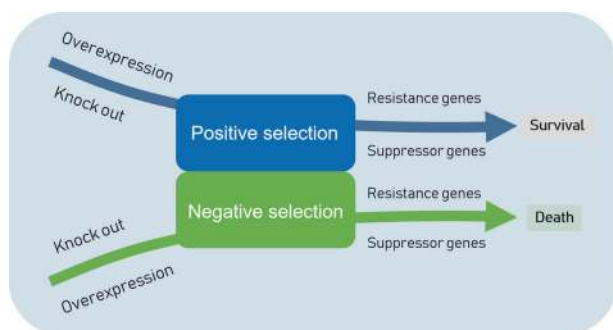 Overexpression
Knock out
Positive selection
Resistance genes
Suppressor genes
Survival
Negative selection
Knock out
Overexpression
Resistance genes
Suppressor genes
Death